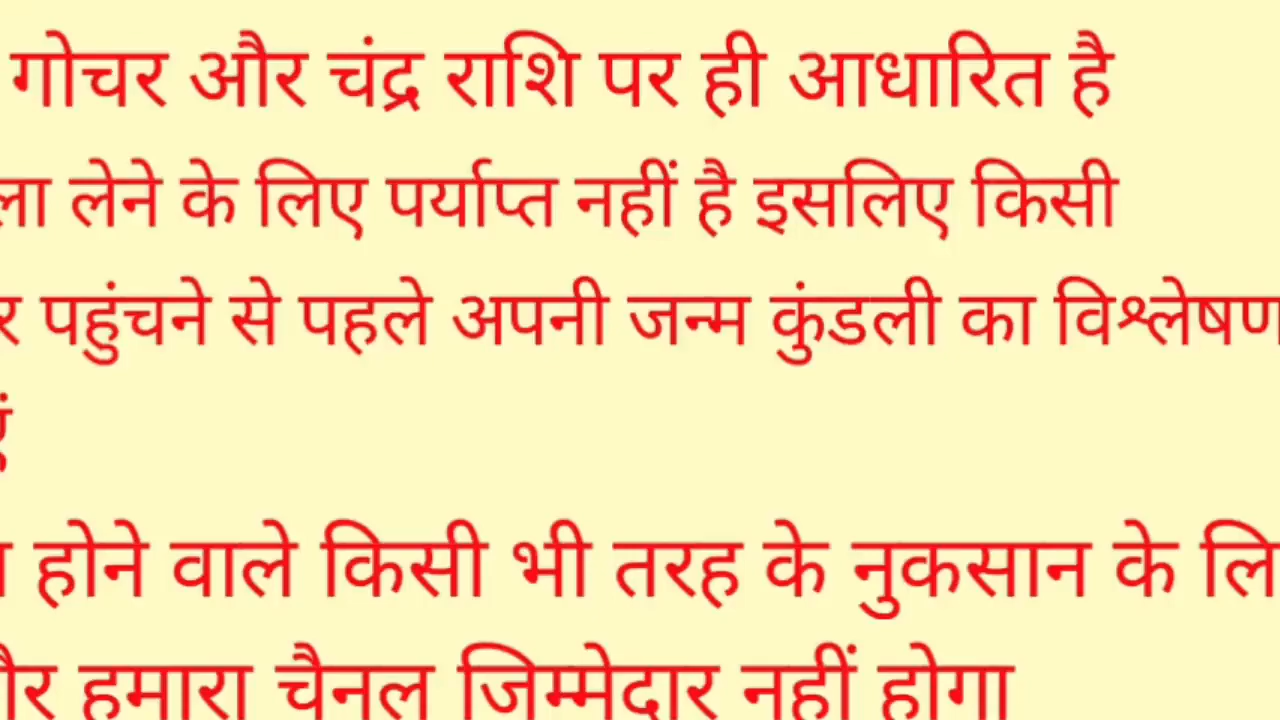 गोचर और चंद्र राशि पर ही आधारित है
ला लेने के लिए पर्याप्त नहीं है इसलिए किसी
र पहुंचने से पहले अपनी जन्म कुंडली का विश्लेषण
होने वाले किसी भी तरह के नुकसान के लि
र हमारा चैनल जिम्मेदार नहीं होगा